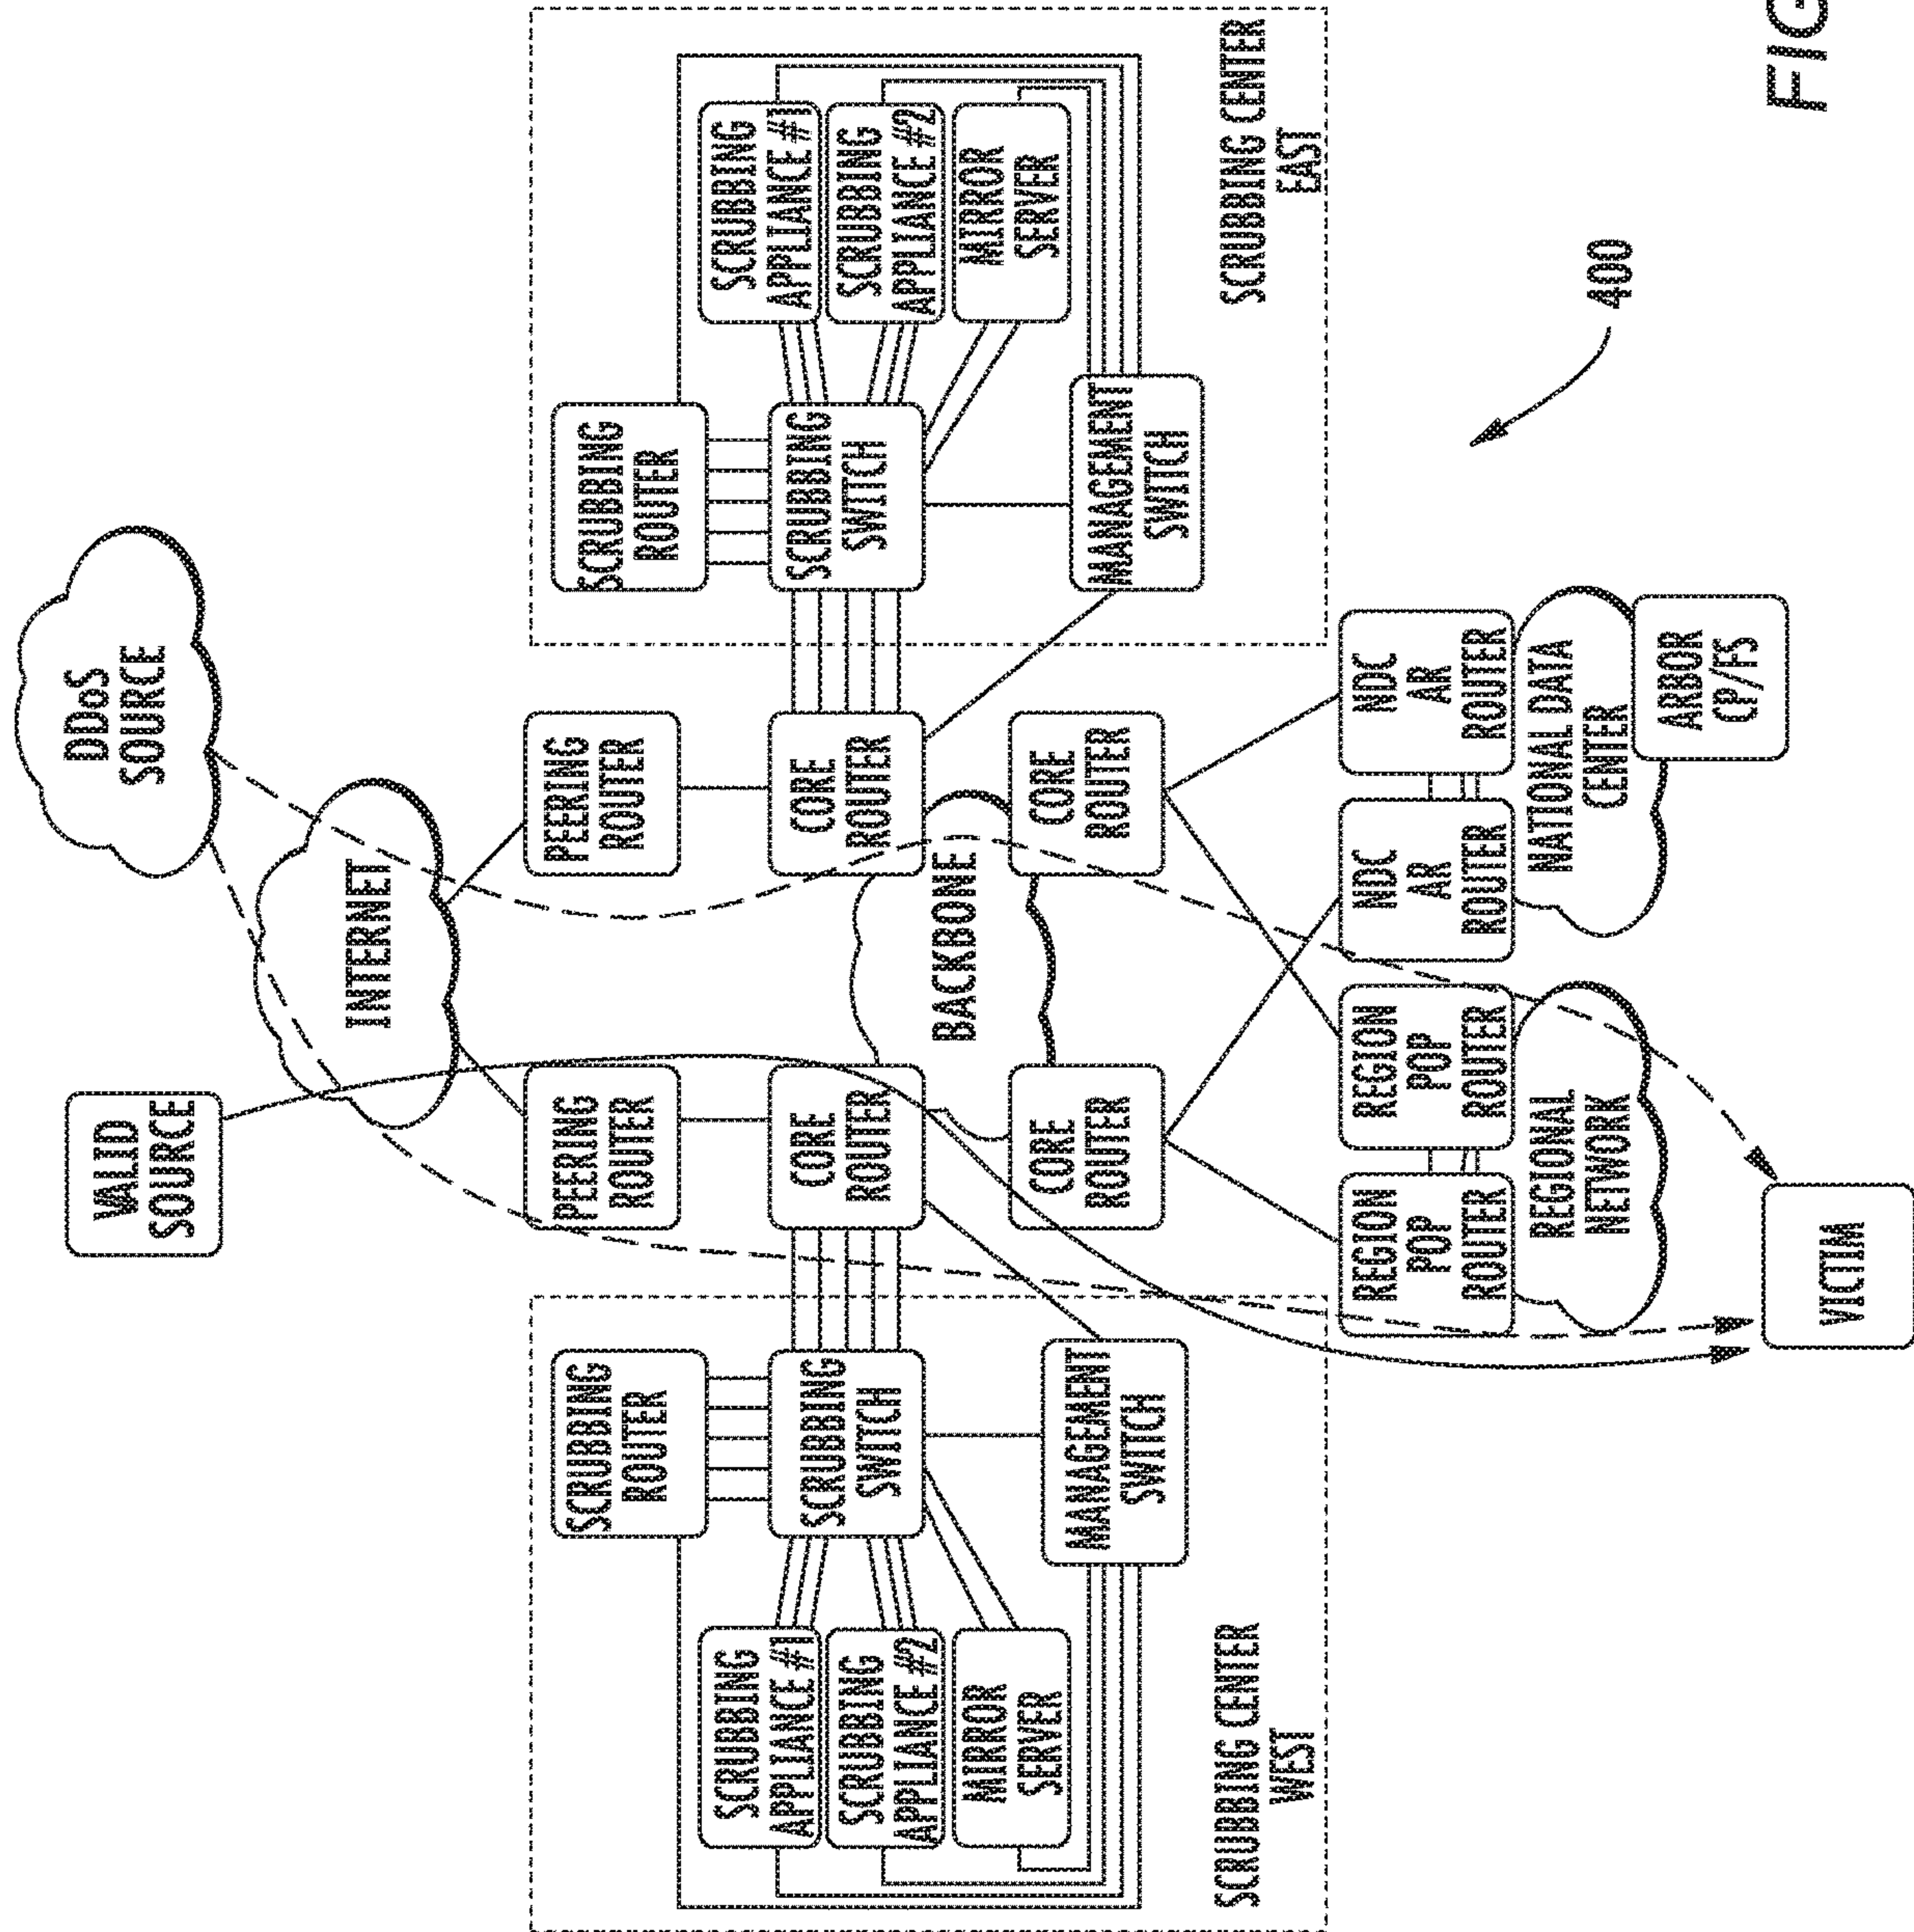 VALID
SOURCE
DDoS
SOURCE
INTERNET
SCRUBBING
ROUTER
PEERING
ROUTER
PEERING
ROUTER
SCRUBBING
ROUTER
SCRUBBING
APPLIANCE #1
SCRUBBING
APPLIANCE #2
MIRROR
SERVER
SCRUBBING
SWITCH
CORE
ROUTER
CORE
ROUTER
SCRUBBING
SWITCH
SCRUBBING
APPLIANCE #1
SCRUBBING
APPLIANCE #2
MIRROR
SERVER
BACKBONE
MANAGEMENT
SWITCH
CORE
ROUTER
CORE
ROUTER
MANAGEMENT
SWITCH
SCRUBBING CENTER
WEST
SCRUBBING CENTER
EAST
REGION
POP
ROUTER
REGION
POP
ROUTER
NDC
AR
ROUTER
NDC
AR
ROUTER
REGIONAL
NETWORK
NATIONAL DATA
CENTER
ARBOR
CP/FS
400
VICTIM
FIG